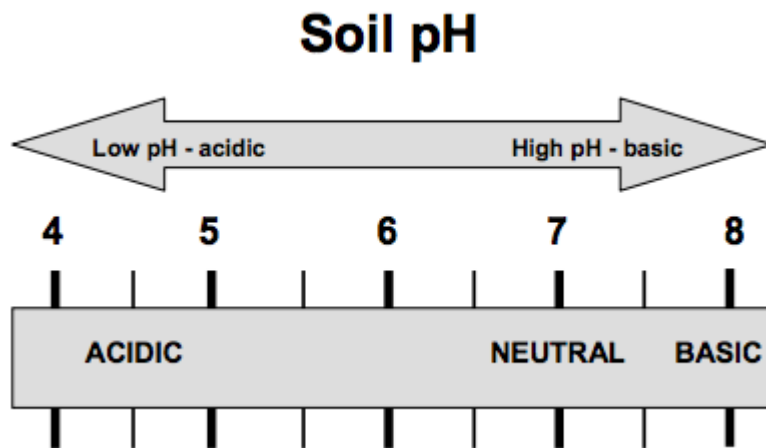 Soil pH
Low pH - acidic High pH - basic
4 5 6 7 8
ACIDIC NEUTRAL BASIC